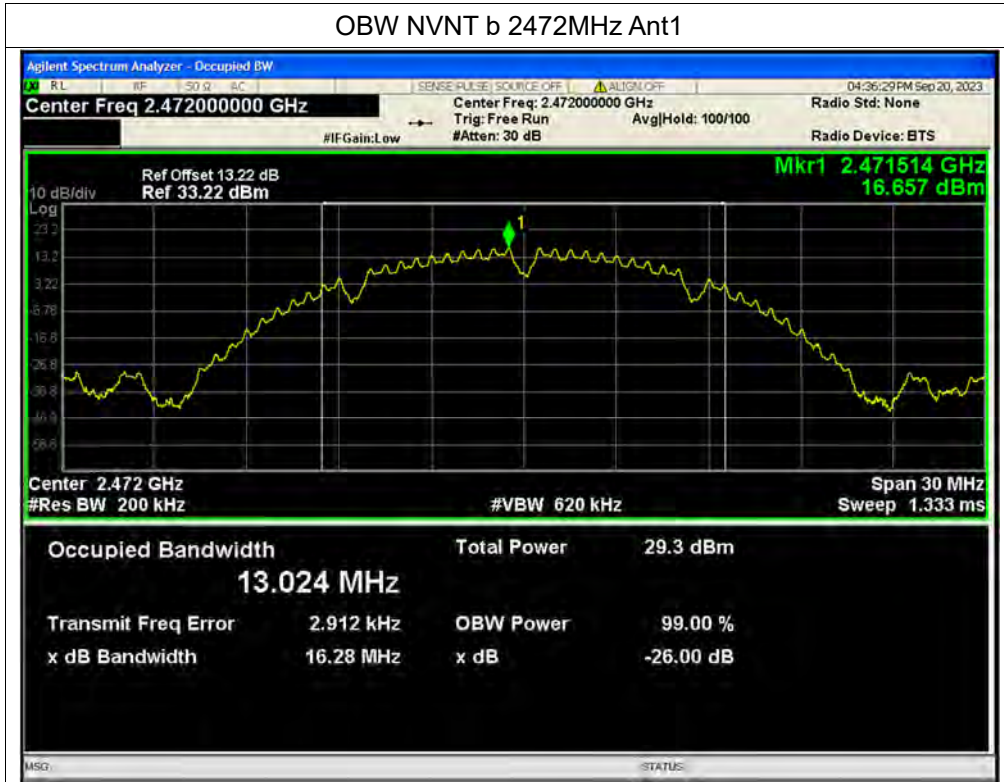 OBW NVNT b 2472MHz Ant1
Agilent Spectrum Analyzer - Occupied BW
LXI RL RF 50 Ω AC SENSE:PULSE SOURCE OFF ALIGN OFF 04:36:29 PM Sep 20, 2023
Center Freq 2.472000000 GHz
Center Freq: 2.472000000 GHz
Radio Std: None
Trig: Free Run Avg|Hold: 100/100
#IFGain:Low #Atten: 30 dB Radio Device: BTS
Mkr1 2.471514 GHz
16.657 dBm
Ref Offset 13.22 dB
10 dB/div Ref 33.22 dBm
Log
23.2
1
13.2
3.22
-6.78
-16.8
-26.8
-36.8
-46.8
-56.8
Center 2.472 GHz Span 30 MHz
#Res BW 200 kHz #VBW 620 kHz Sweep 1.333 ms
Occupied Bandwidth Total Power 29.3 dBm
13.024 MHz
Transmit Freq Error 2.912 kHz OBW Power 99.00 %
x dB Bandwidth 16.28 MHz x dB -26.00 dB
MSG STATUS